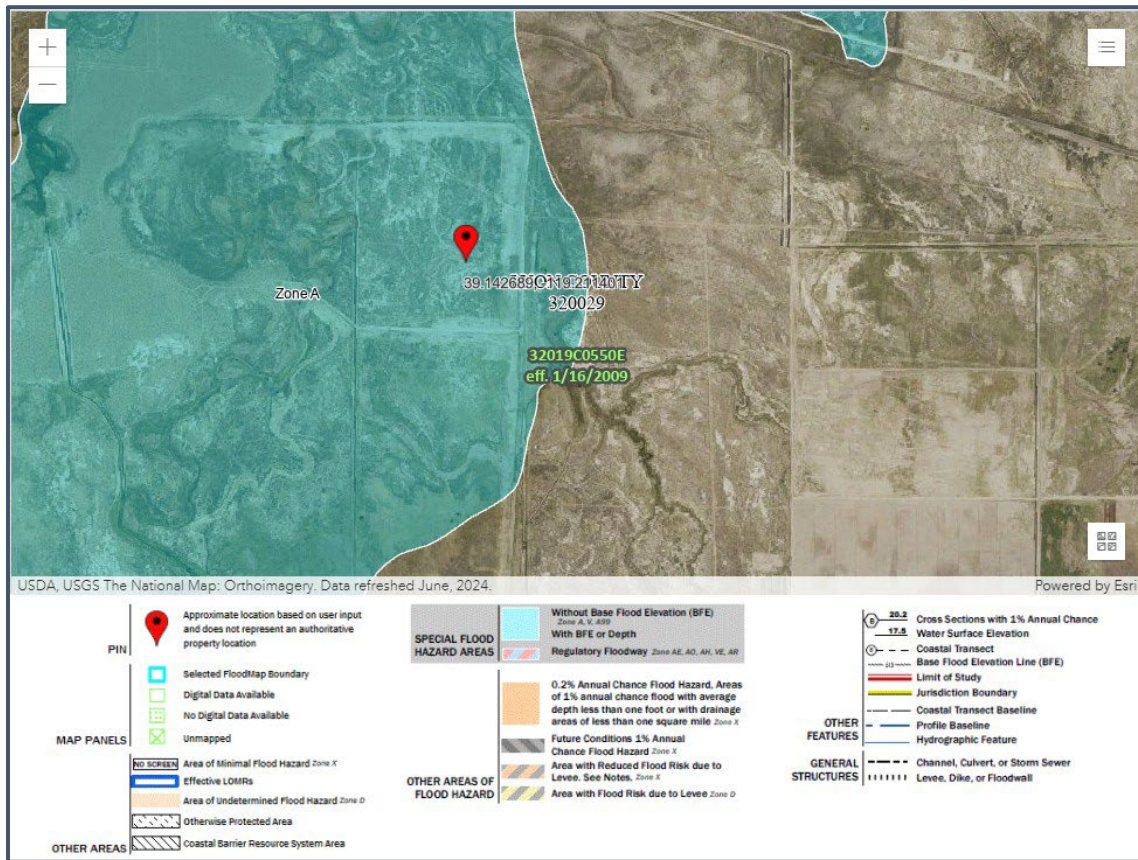 Zone A
320029
32019C0550E
eff. 1/16/2009
USDA, USGS The National Map: Orthoimagery. Data refreshed June, 2024.
Powered by Esri
PIN
Approximate location based on user input
and does not represent an authoritative
property location
MAP PANELS
Selected FloodMap Boundary
Digital Data Available
No Digital Data Available
Unmapped
OTHER AREAS
NO SCREEN Area of Minimal Flood Hazard Zone X
Effective LOMRs
Area of Undetermined Flood Hazard Zone D
Otherwise Protected Area
Coastal Barrier Resource System Area
SPECIAL FLOOD
HAZARD AREAS
Without Base Flood Elevation (BFE)
Zone A, V, A99
With BFE or Depth
Regulatory Floodway Zone AE, AO, AH, VE, AR
OTHER AREAS OF
FLOOD HAZARD
0.2% Annual Chance Flood Hazard, Areas
of 1% annual chance flood with average
depth less than one foot or with drainage
areas of less than one square mile Zone X
Future Conditions 1% Annual
Chance Flood Hazard Zone X
Area with Reduced Flood Risk due to
Levee. See Notes. Zone X
Area with Flood Risk due to Levee Zone D
OTHER
FEATURES
B 20.2 Cross Sections with 1% Annual Chance
17.5 Water Surface Elevation
Coastal Transect
Base Flood Elevation Line (BFE)
Limit of Study
Jurisdiction Boundary
Coastal Transect Baseline
Profile Baseline
Hydrographic Feature
GENERAL
STRUCTURES
Channel, Culvert, or Storm Sewer
Levee, Dike, or Floodwall